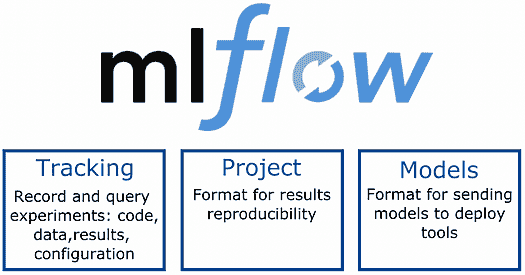 mlflow
Tracking
Record and query
experiments: code,
data,results,
configuration
Project
Format for results
reproducibility
Models
Format for sending
models to deploy
tools